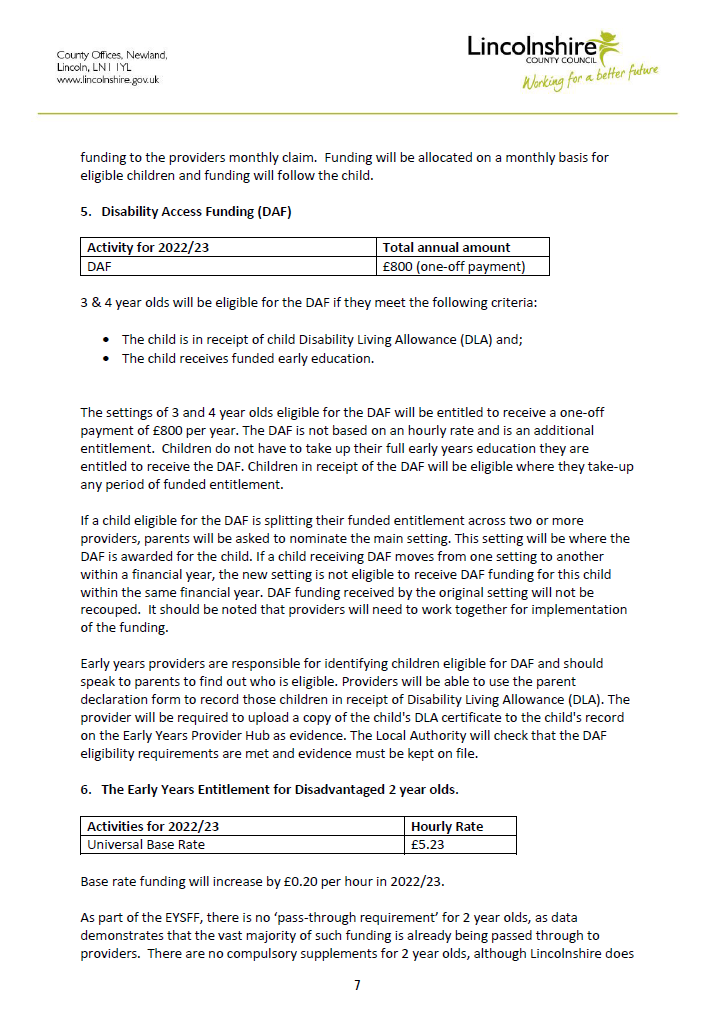 County Offices, Newland,
Lincoln, LN1 1YL
www.lincolnshire.gov.uk
Lincolnshire
COUNTY COUNCIL
Working for a better future
funding to the providers monthly claim.  Funding will be allocated on a monthly basis for
eligible children and funding will follow the child.
5.   Disability Access Funding (DAF)
Activity for 2022/23   Total annual amount
DAF   £800 (one-off payment)
3 & 4 year olds will be eligible for the DAF if they meet the following criteria:
• The child is in receipt of child Disability Living Allowance (DLA) and;
• The child receives funded early education.
The settings of 3 and 4 year olds eligible for the DAF will be entitled to receive a one-off
payment of £800 per year. The DAF is not based on an hourly rate and is an additional
entitlement.  Children do not have to take up their full early years education they are
entitled to receive the DAF. Children in receipt of the DAF will be eligible where they take-up
any period of funded entitlement.
If a child eligible for the DAF is splitting their funded entitlement across two or more
providers, parents will be asked to nominate the main setting. This setting will be where the
DAF is awarded for the child. If a child receiving DAF moves from one setting to another
within a financial year, the new setting is not eligible to receive DAF funding for this child
within the same financial year. DAF funding received by the original setting will not be
recouped.  It should be noted that providers will need to work together for implementation
of the funding.
Early years providers are responsible for identifying children eligible for DAF and should
speak to parents to find out who is eligible. Providers will be able to use the parent
declaration form to record those children in receipt of Disability Living Allowance (DLA). The
provider will be required to upload a copy of the child's DLA certificate to the child's record
on the Early Years Provider Hub as evidence. The Local Authority will check that the DAF
eligibility requirements are met and evidence must be kept on file.
6.   The Early Years Entitlement for Disadvantaged 2 year olds.
Activities for 2022/23   Hourly Rate
Universal Base Rate   £5.23
Base rate funding will increase by £0.20 per hour in 2022/23.
As part of the EYSFF, there is no ‘pass-through requirement’ for 2 year olds, as data
demonstrates that the vast majority of such funding is already being passed through to
providers.  There are no compulsory supplements for 2 year olds, although Lincolnshire does
7